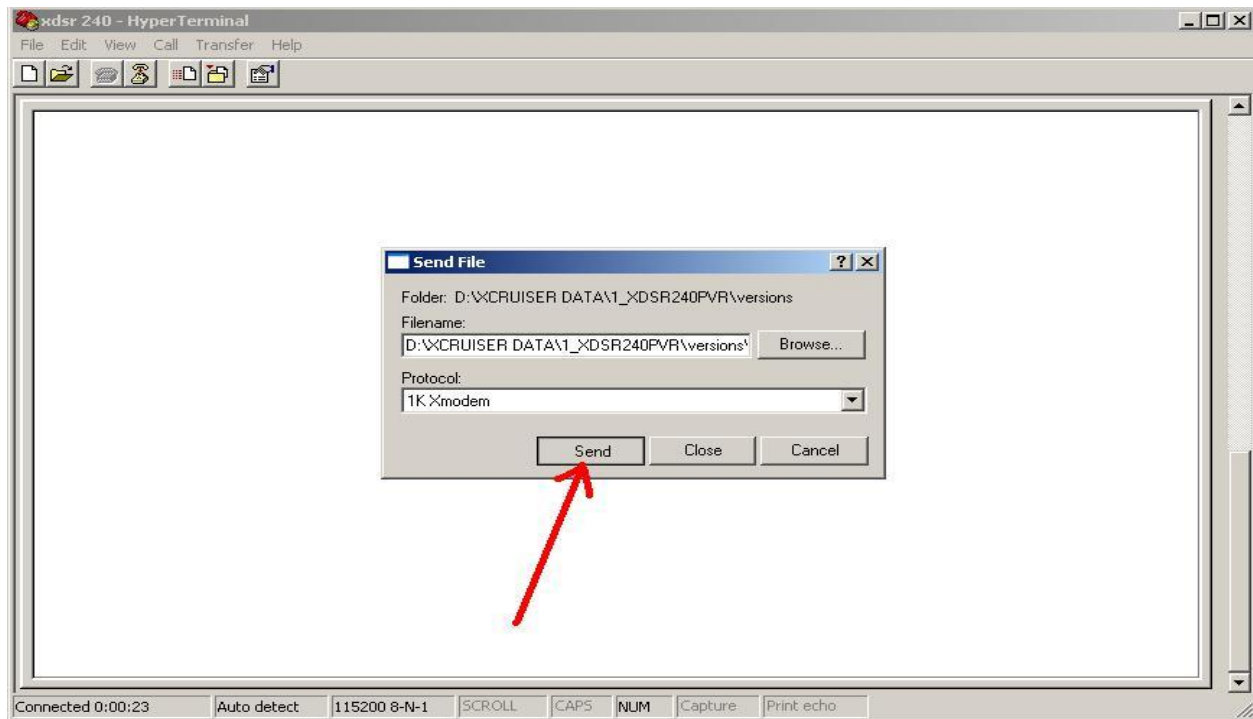 xdsr 240 - HyperTerminal
File Edit View Call Transfer Help
Send File
Folder: D:\XCRUISER DATA\1_XDSR240PVR\versions
Filename:
D:\XCRUISER DATA\1_XDSR240PVR\versions\ Browse...
Protocol:
1K Xmodem
Send Close Cancel
Connected 0:00:23 Auto detect 115200 8-N-1 SCROLL CAPS NUM Capture Print echo